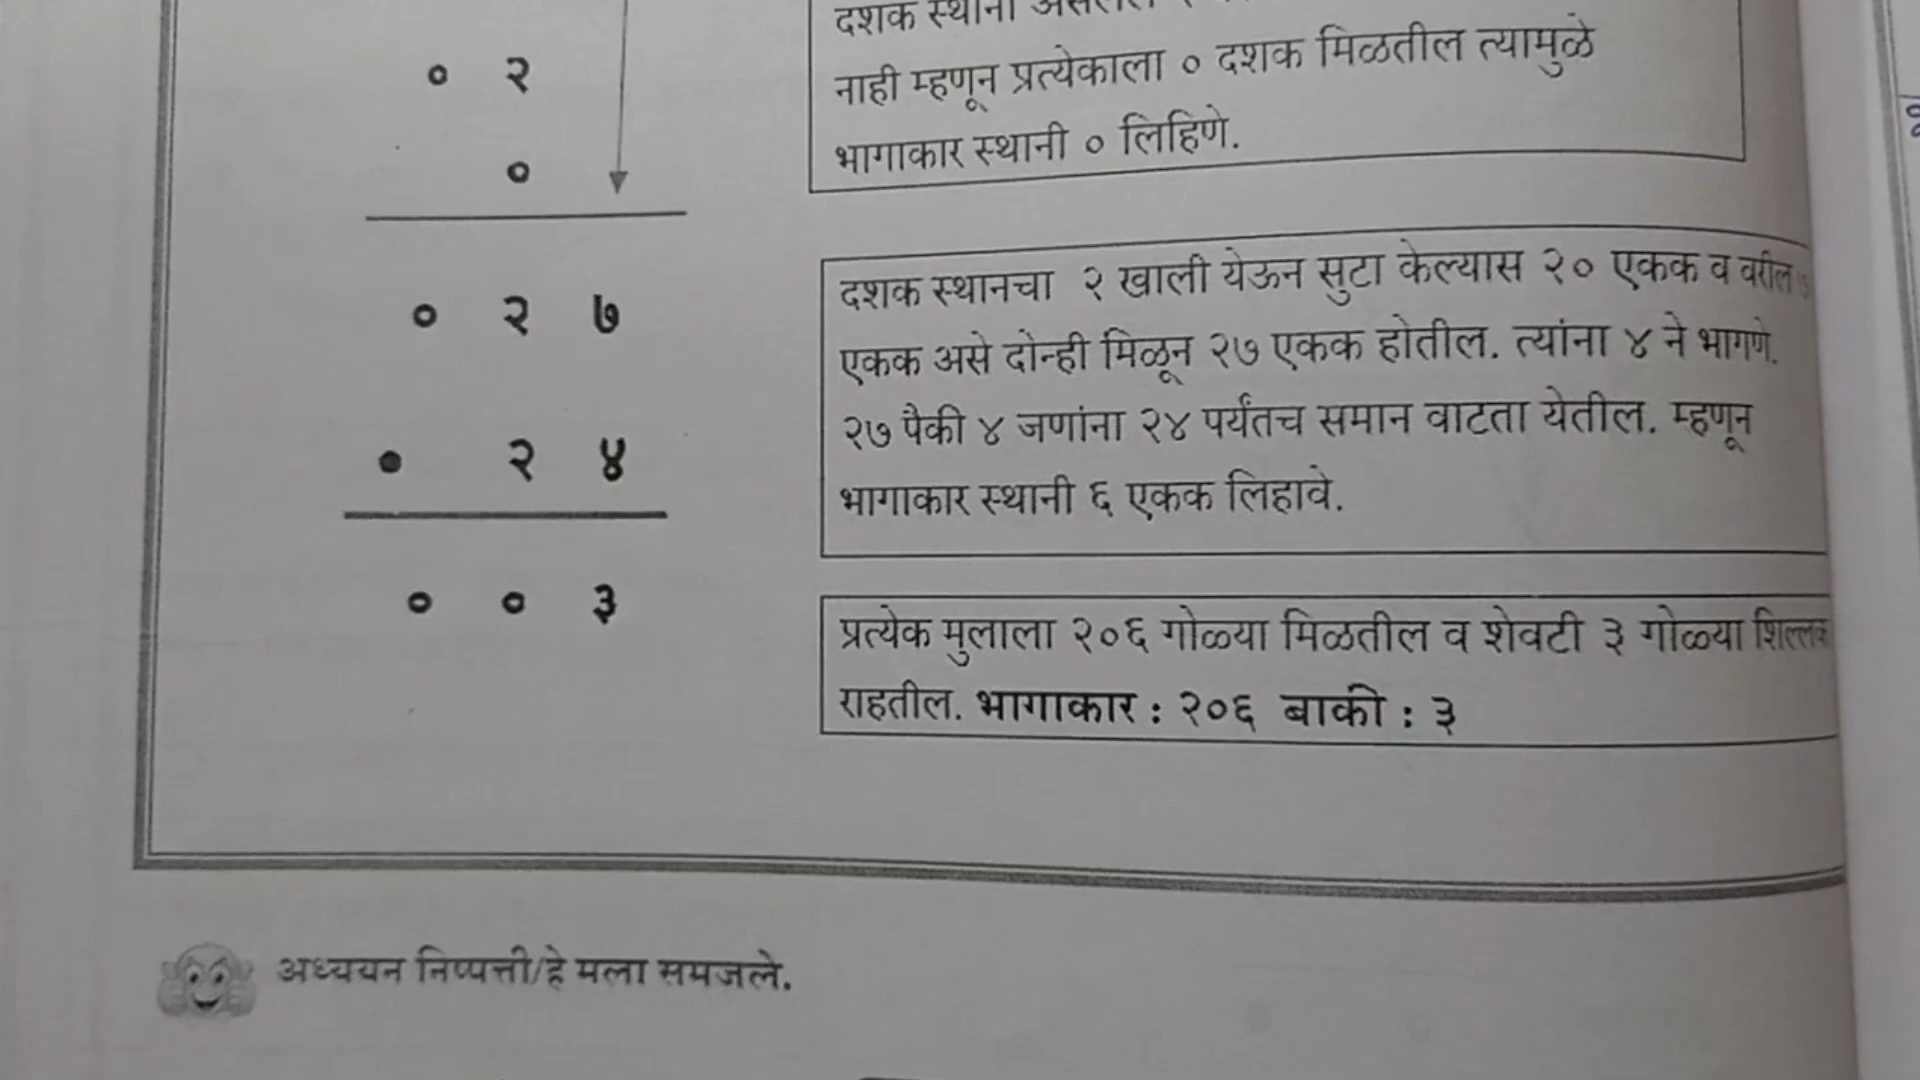 दशक स्थानी
० २
नाही म्हणून प्रत्येकाला ० दशक मिळतील त्यामुळे
भागाकार स्थानी ० लिहिणे.
०
दशक स्थानचा २ खाली येऊन सुटा केल्यास २० एकक व वरील ७
० २ ७
एकक असे दोन्ही मिळून २७ एकक होतील. त्यांना ४ ने भागणे.
२७ पैकी ४ जणांना २४ पर्यंतच समान वाटता येतील. म्हणून
• २ ४
भागाकार स्थानी ६ एकक लिहावे.
० ० ३
प्रत्येक मुलाला २०६ गोळ्या मिळतील व शेवटी ३ गोळ्या शिल्लक
राहतील. भागाकार : २०६ बाकी : ३
अध्ययन निष्पत्ती/हे मला समजले.